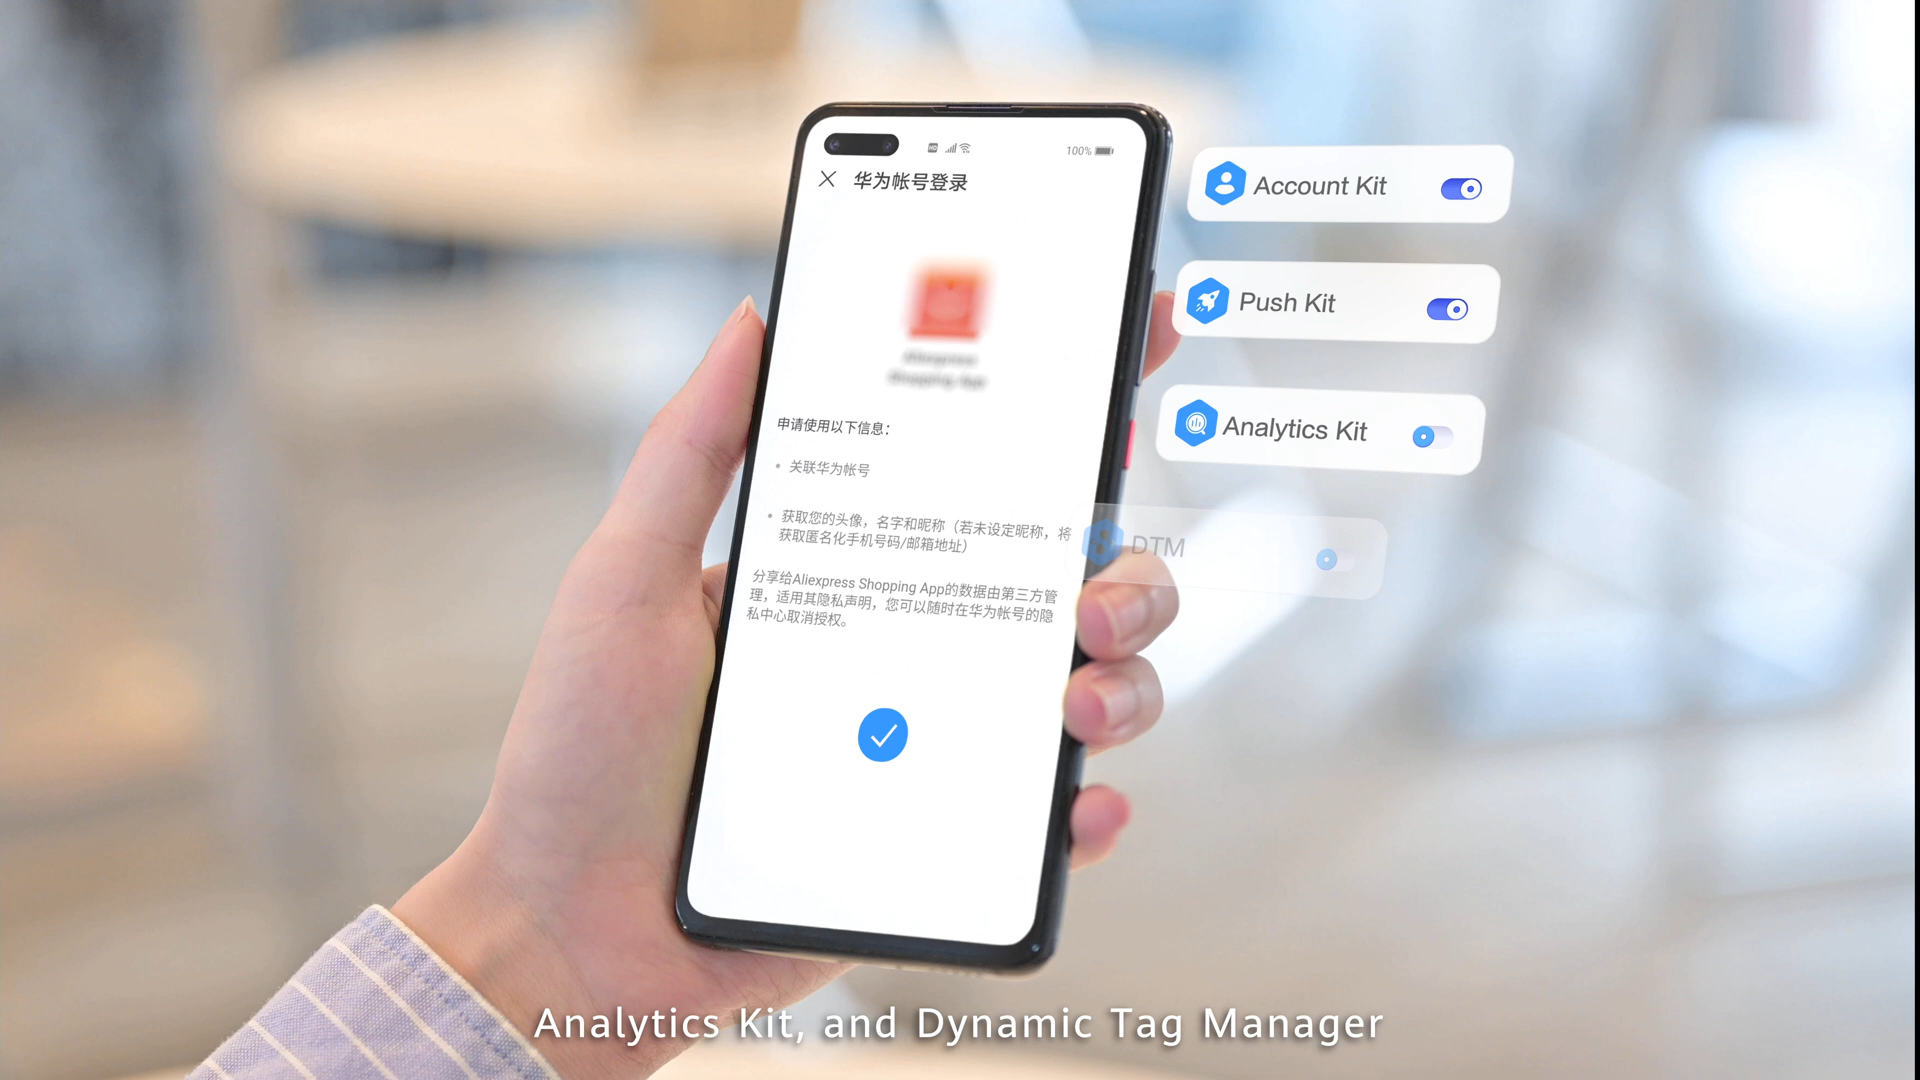 100%
华为帐号登录
Aliexpress
Shopping App
申请使用以下信息：
关联华为帐号
获取您的头像，名字和昵称（若未设定昵称，将
获取匿名化手机号码/邮箱地址）
分享给Aliexpress Shopping App的数据由第三方管
理，适用其隐私声明，您可以随时在华为帐号的隐
私中心取消授权。
Account Kit
Push Kit
Analytics Kit
DTM
Analytics Kit, and Dynamic Tag Manager